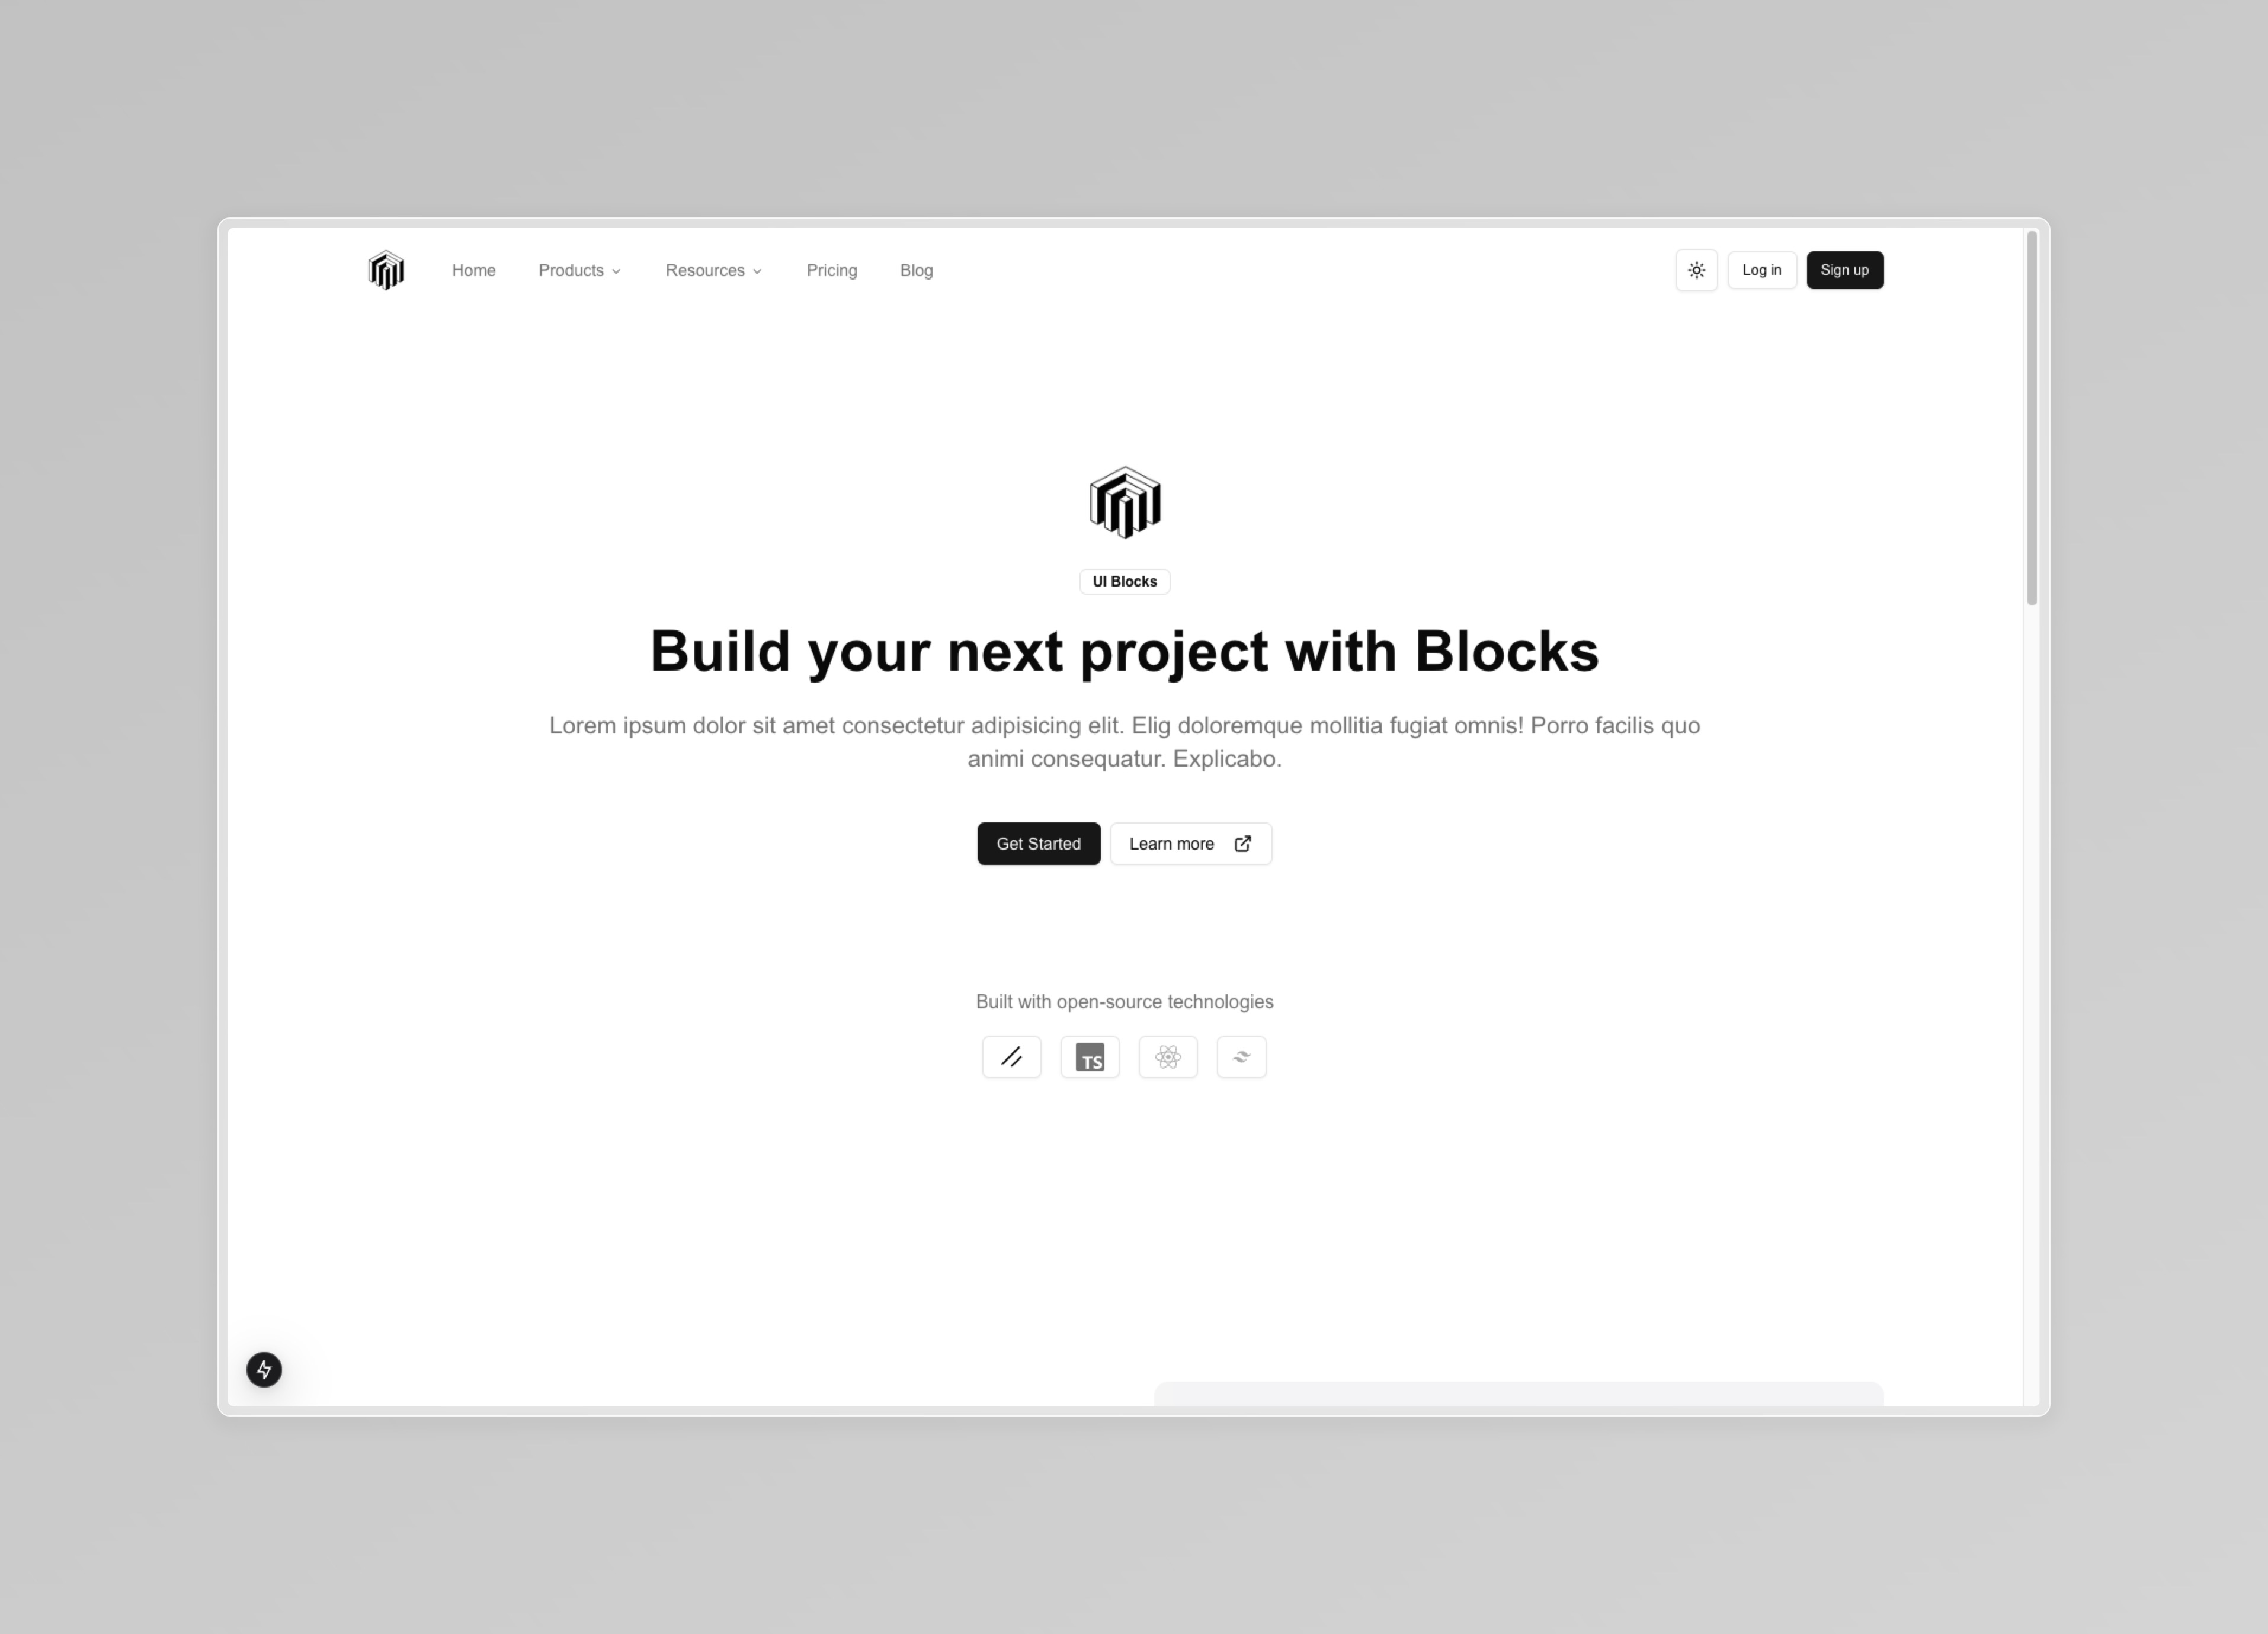 Home
Products
Resources
Pricing
Blog
Log in
Sign up
UI Blocks
Build your next project with Blocks
Lorem ipsum dolor sit amet consectetur adipisicing elit. Elig doloremque mollitia fugiat omnis! Porro facilis quo
animi consequatur. Explicabo.
Get Started
Learn more
Built with open-source technologies
TS